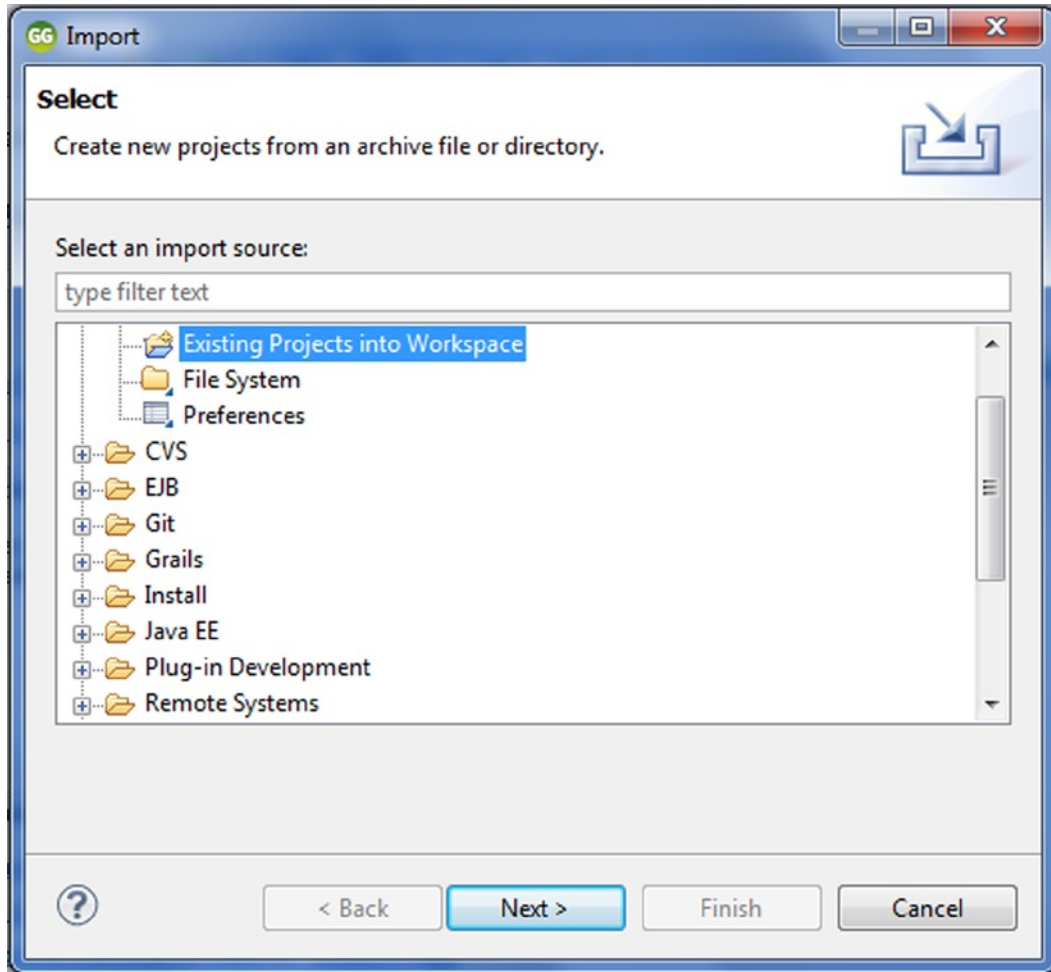 GG Import
Select
Create new projects from an archive file or directory.
Select an import source:
type filter text
Existing Projects into Workspace
File System
Preferences
CVS
EJB
Git
Grails
Install
Java EE
Plug-in Development
Remote Systems
? < Back Next > Finish Cancel